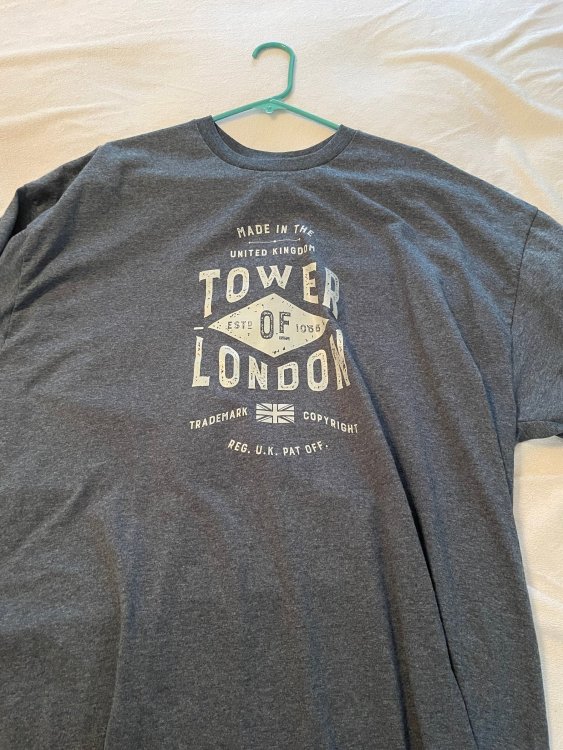 MADE IN THE
UNITED KINGDOM
TOWER
ESTD OF 1066
LONDON
TRADEMARK COPYRIGHT
REG. U.K. PAT OFF.